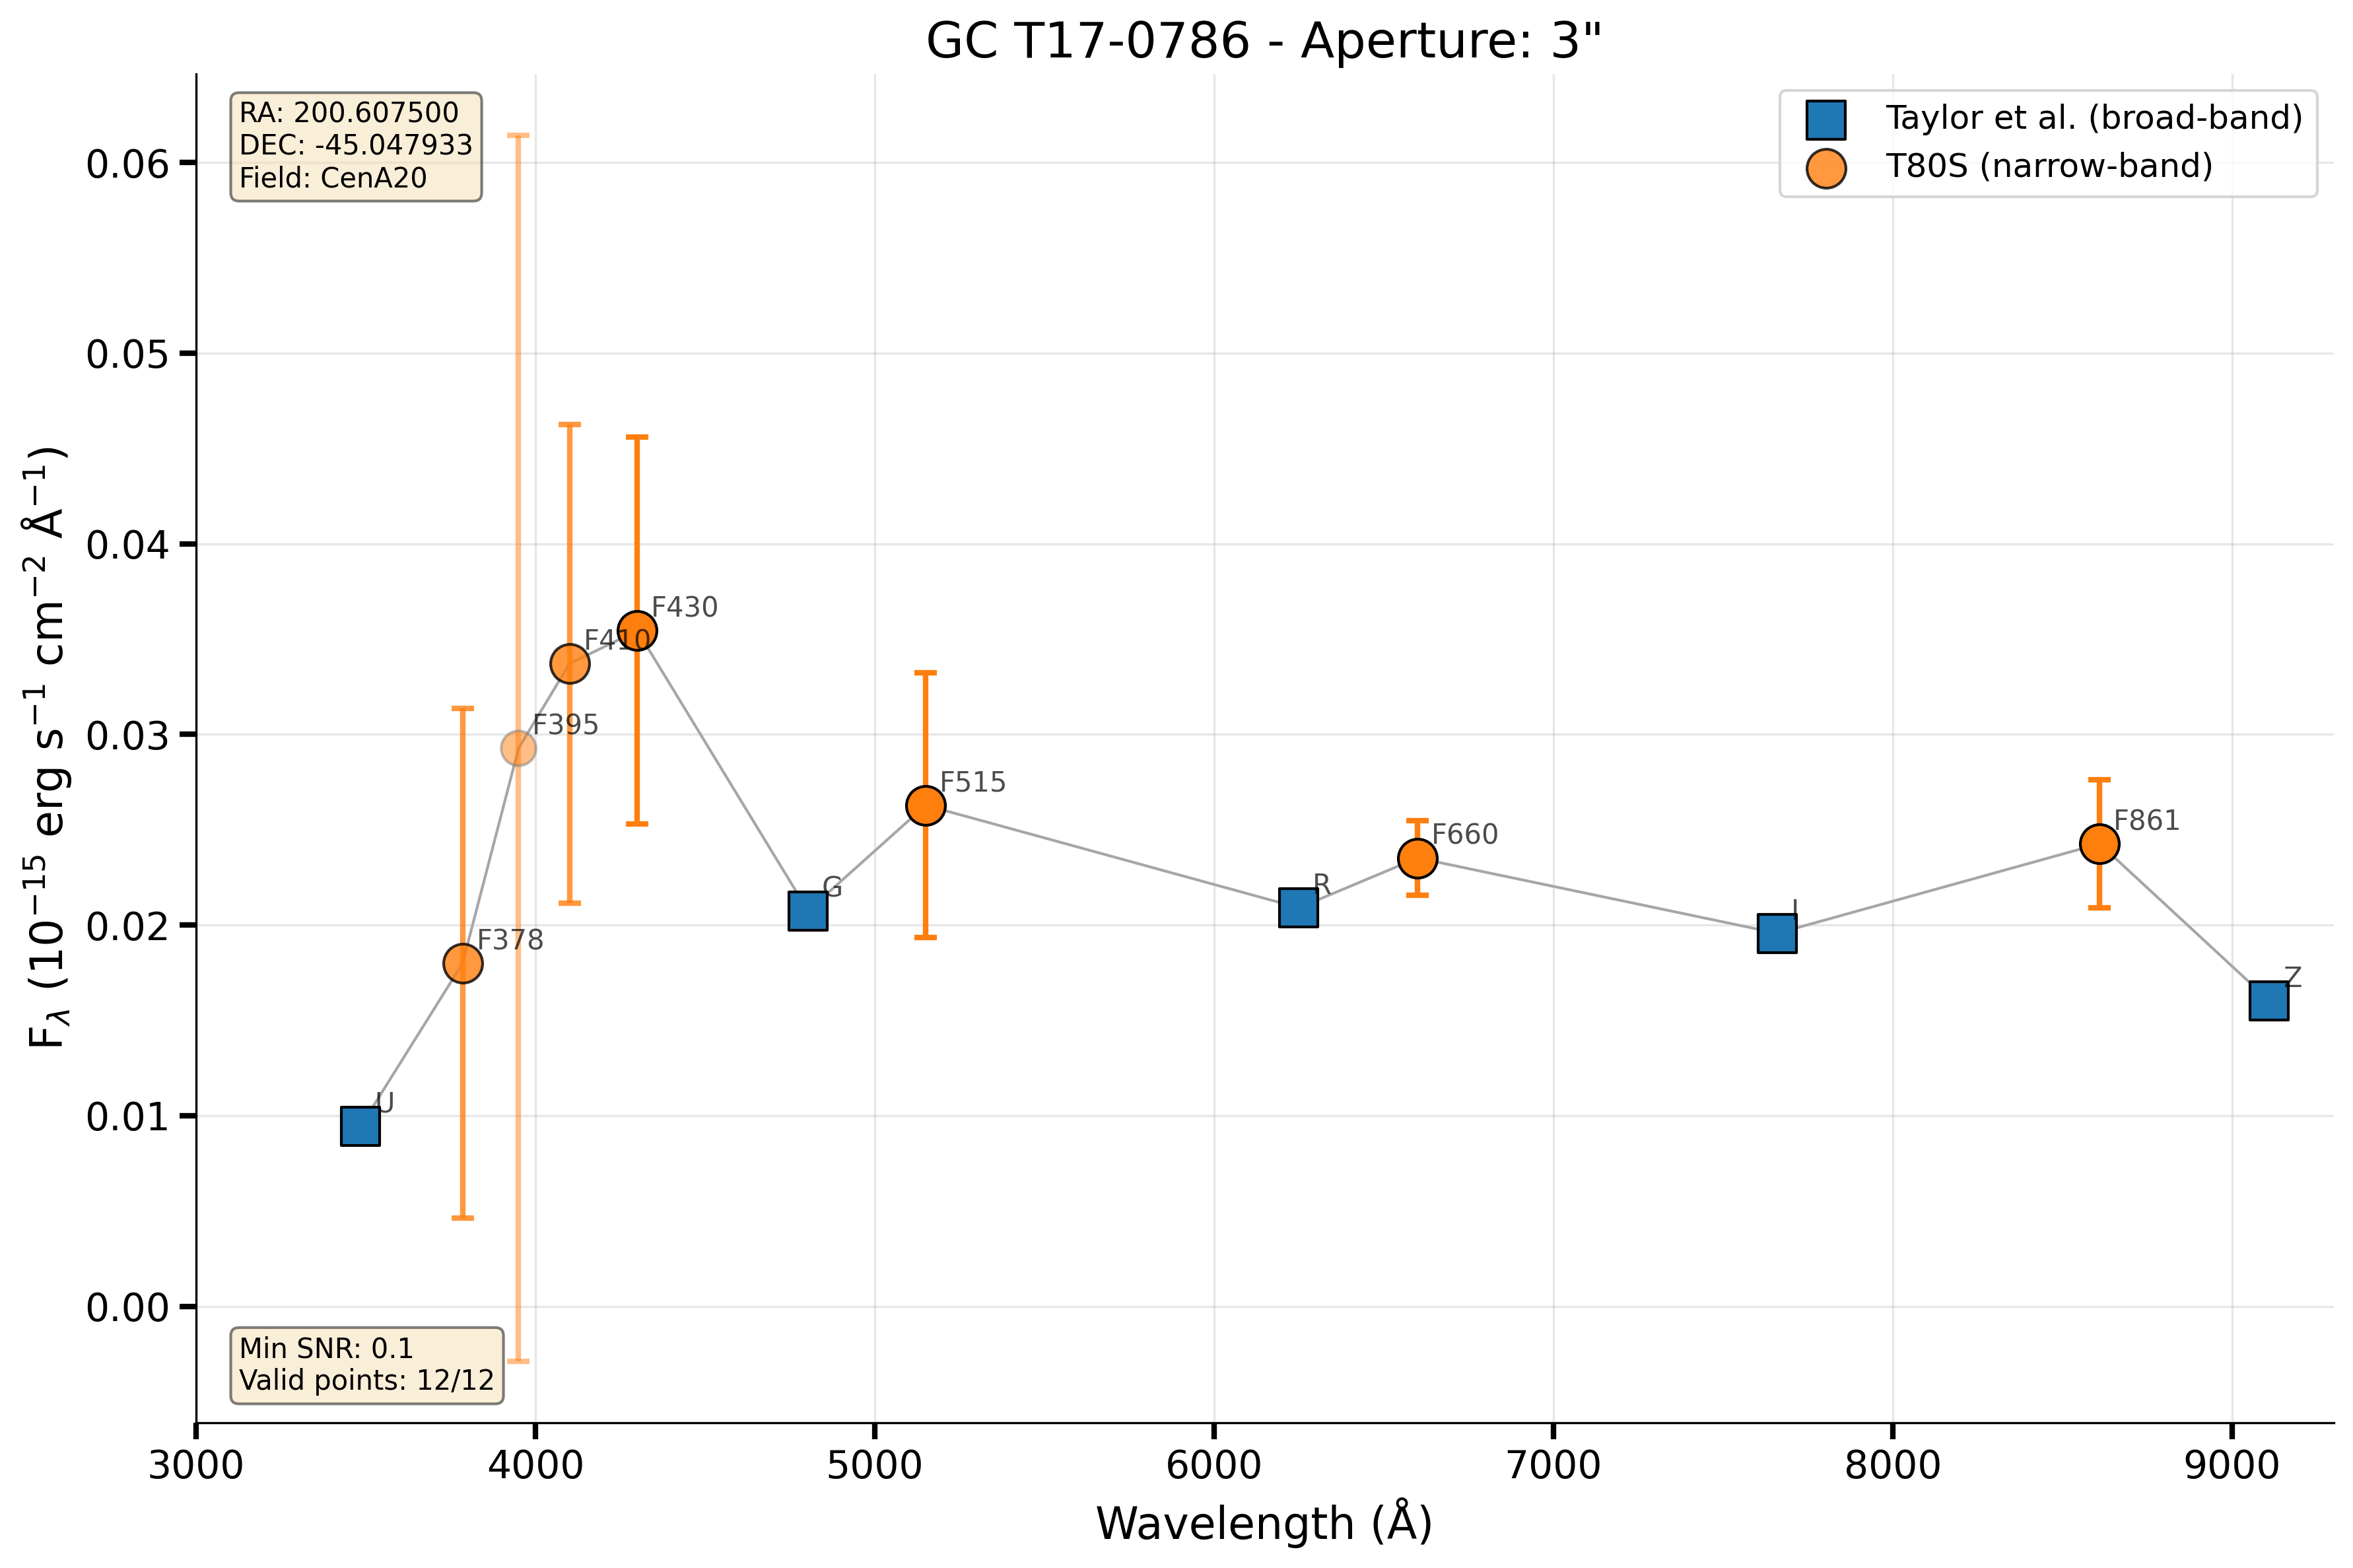 GC T17-0786 - Aperture: 3"
RA: 200.607500
DEC: -45.047933
Field: CenA20
Taylor et al. (broad-band)
T80S (narrow-band)
F$_λ$ (10$^{-15}$ erg s$^{-1}$ cm$^{-2}$ Å$^{-1}$)
0.06
0.05
0.04
0.03
0.02
0.01
0.00
U
F378
F395
F410
F430
G
F515
R
F660
I
F861
Z
Min SNR: 0.1
Valid points: 12/12
3000
4000
5000
6000
7000
8000
9000
Wavelength (Å)